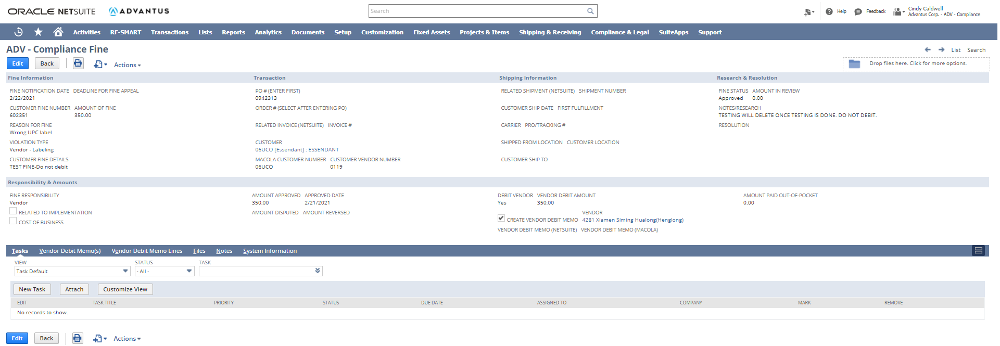 ORACLE NETSUITE ADVANTUS Search Help Feedback Cindy Caldwell
Advantus Corp. - ADV - Compliance
Activities RF-SMART Transactions Lists Reports Analytics Documents Setup Customization Fixed Assets Projects & Items Shipping & Receiving Compliance & Legal SuiteApps Support
ADV - Compliance Fine
List Search
Edit Back Actions Drop files here. Click for more options.
Fine Information Transaction Shipping Information Research & Resolution
FINE NOTIFICATION DATE DEADLINE FOR FINE APPEAL PO # (ENTER FIRST) RELATED SHIPMENT (NETSUITE) SHIPMENT NUMBER FINE STATUS AMOUNT IN REVIEW
2/22/2021 0942313 Approved 0.00
CUSTOMER FINE NUMBER AMOUNT OF FINE ORDER # (SELECT AFTER ENTERING PO) CUSTOMER SHIP DATE FIRST FULFILLMENT NOTES/RESEARCH
602351 350.00 TESTING WILL DELETE ONCE TESTING IS DONE. DO NOT DEBIT.
REASON FOR FINE RELATED INVOICE (NETSUITE) INVOICE # CARRIER PRO/TRACKING # RESOLUTION
Wrong UPC label
VIOLATION TYPE CUSTOMER SHIPPED FROM LOCATION CUSTOMER LOCATION
Vendor - Labeling 06UCO [Essendant] : ESSENDANT
CUSTOMER FINE DETAILS MACOLA CUSTOMER NUMBER CUSTOMER VENDOR NUMBER CUSTOMER SHIP TO
TEST FINE-Do not debit 06UCO 0119
Responsibility & Amounts
FINE RESPONSIBILITY AMOUNT APPROVED APPROVED DATE DEBIT VENDOR VENDOR DEBIT AMOUNT AMOUNT PAID OUT-OF-POCKET
Vendor 350.00 2/21/2021 Yes 350.00 0.00
RELATED TO IMPLEMENTATION AMOUNT DISPUTED AMOUNT REVERSED VENDOR
CREATE VENDOR DEBIT MEMO 4281 Xiamen Siming Hualong(Henglong)
COST OF BUSINESS
VENDOR DEBIT MEMO (NETSUITE) VENDOR DEBIT MEMO (MACOLA)
Tasks Vendor Debit Memo(s) Vendor Debit Memo Lines Files Notes System Information
VIEW STATUS TASK
Task Default - All -
New Task Attach Customize View
EDIT TASK TITLE PRIORITY STATUS DUE DATE ASSIGNED TO COMPANY MARK REMOVE
No records to show.
Edit Back Actions